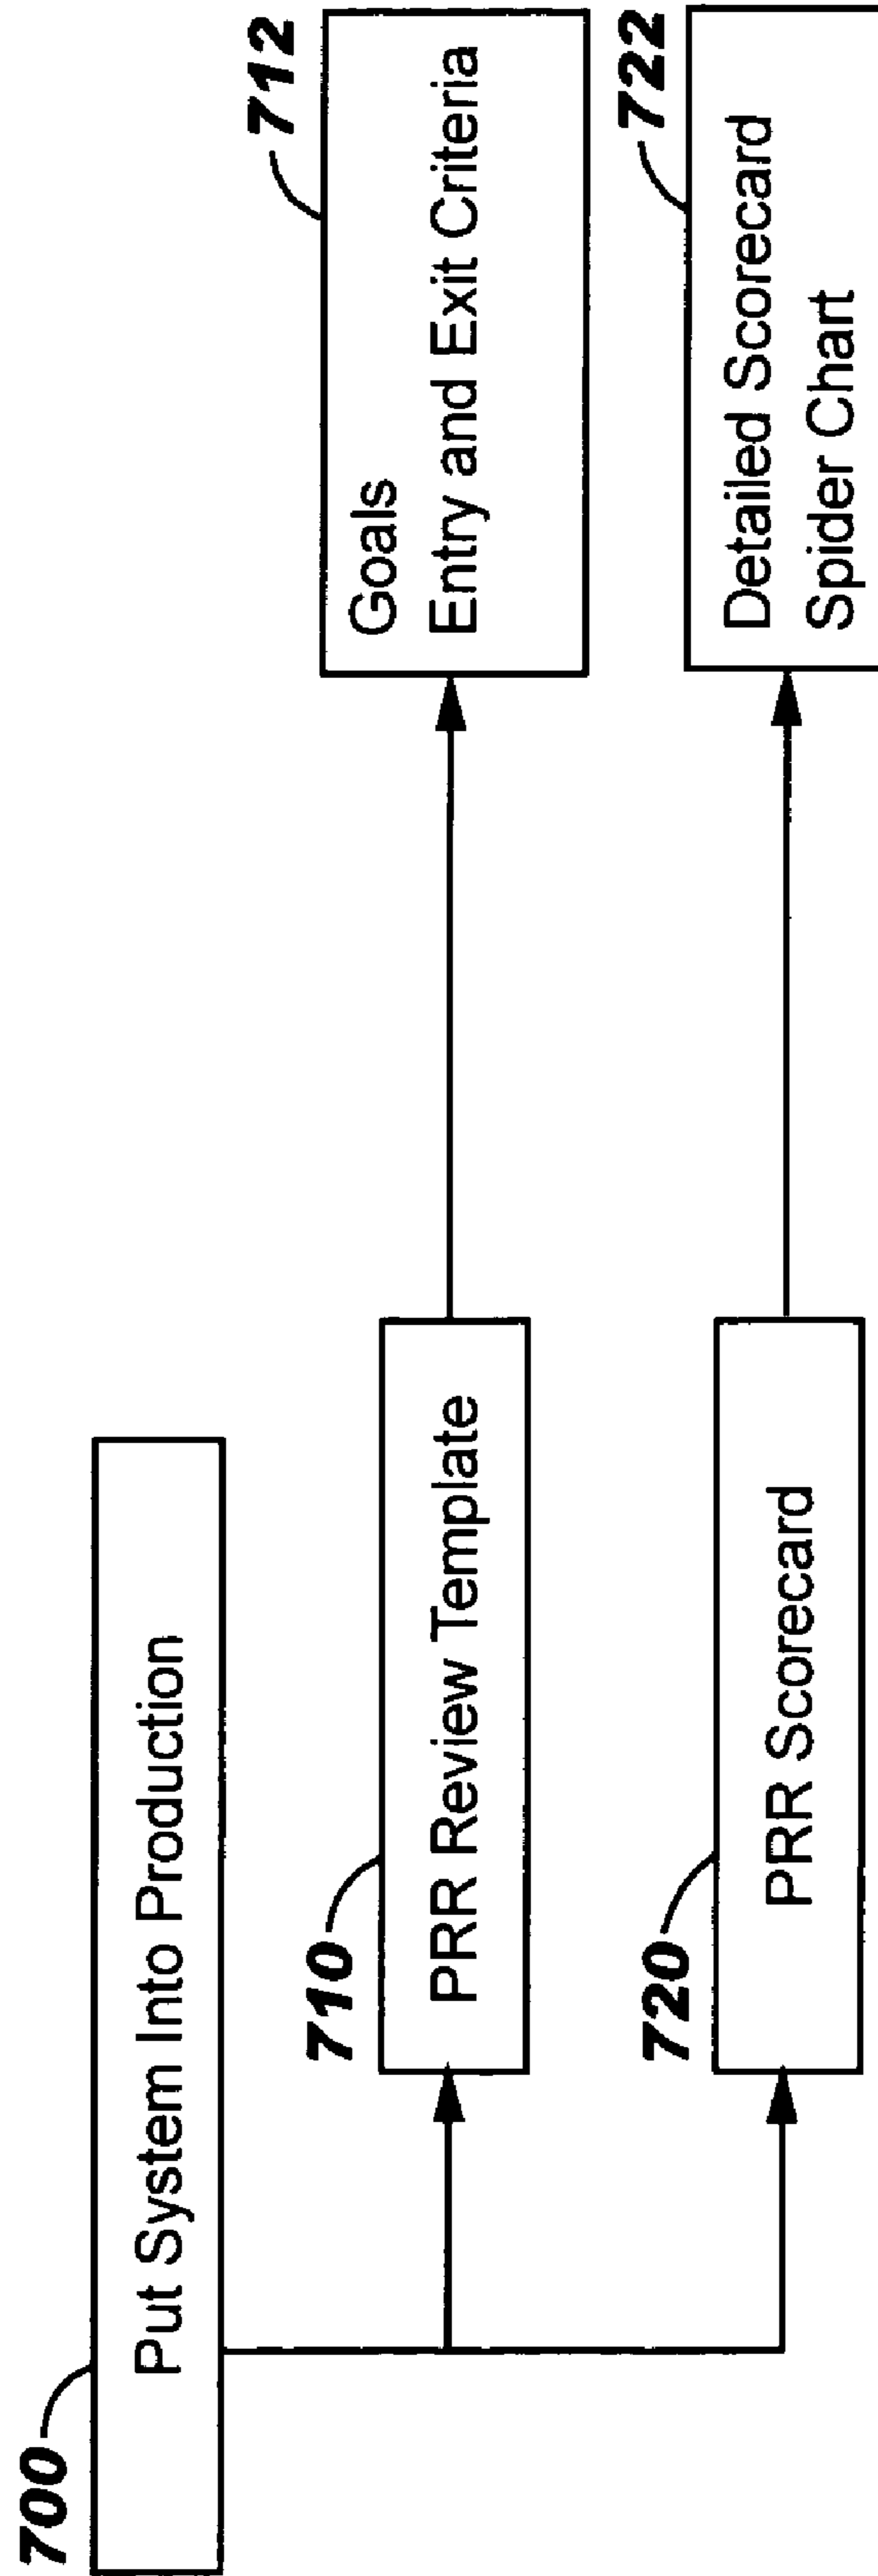 700
Put System Into Production
710
PRR Review Template
712
Goals
Entry and Exit Criteria
720
PRR Scorecard
722
Detailed Scorecard
Spider Chart